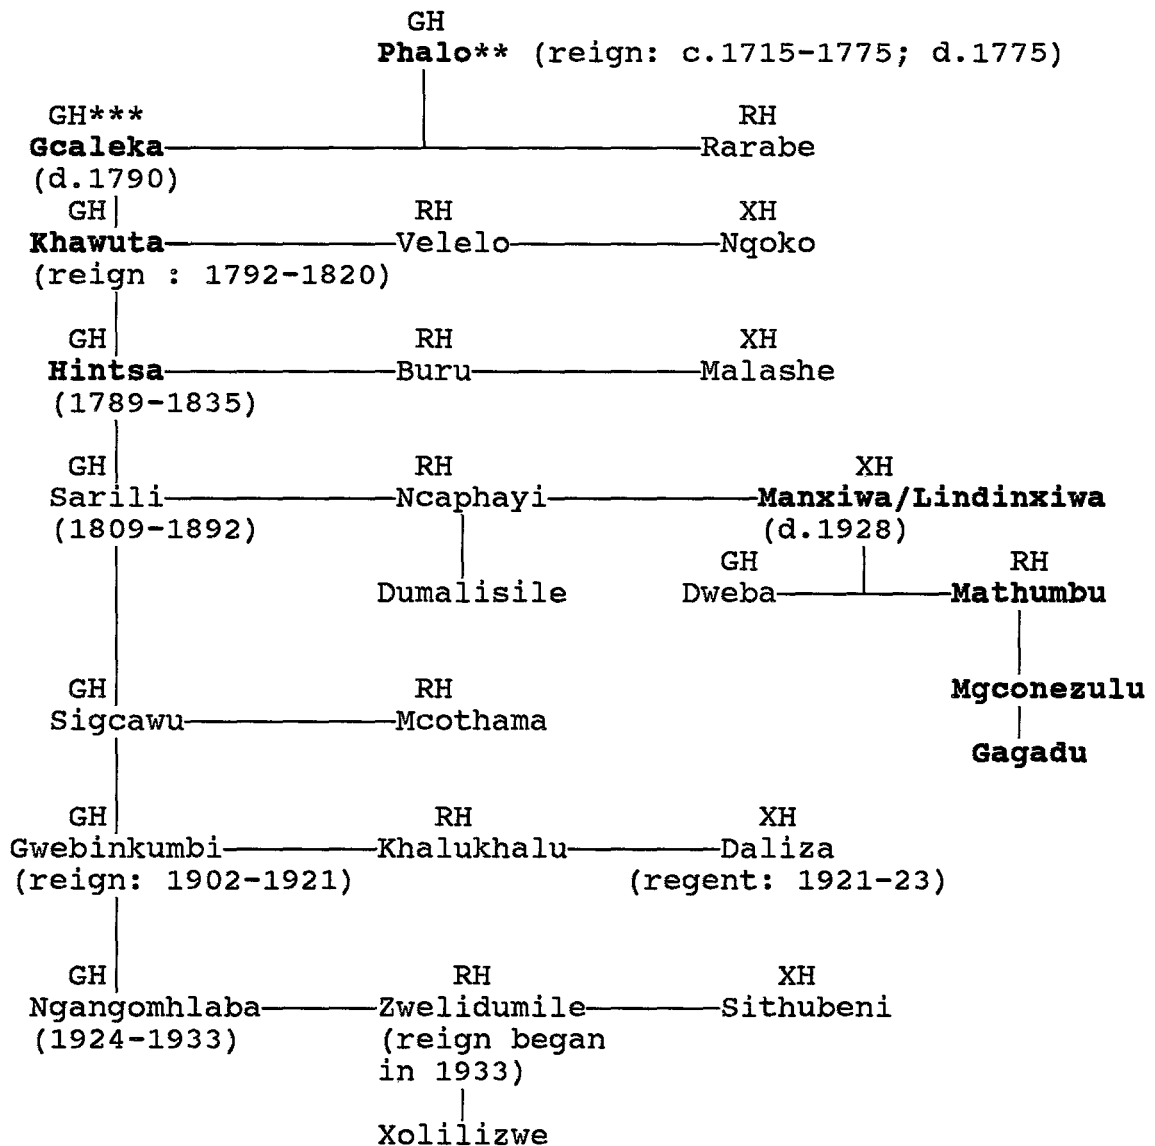 GH
Phalo** (reign: c.1715-1775; d.1775)
GH*** RH
Gcaleka Rarabe
(d.1790)
GH RH XH
Khawuta Velelo Nqoko
(reign : 1792-1820)
GH RH XH
Hintsa Buru Malashe
(1789-1835)
GH RH XH
Sarili Ncaphayi Manxiwa/Lindinxiwa
(1809-1892) (d.1928)
GH RH
Dumalisile Dweba Mathumbu
GH RH Mgconezulu
Sigcawu Mcothama
Gagadu
GH RH XH
Gwebinkumbi Khalukhalu Daliza
(reign: 1902-1921) (regent: 1921-23)
GH RH XH
Ngangomhlaba Zwelidumile Sithubeni
(1924-1933) (reign began
in 1933)
Xolilizwe